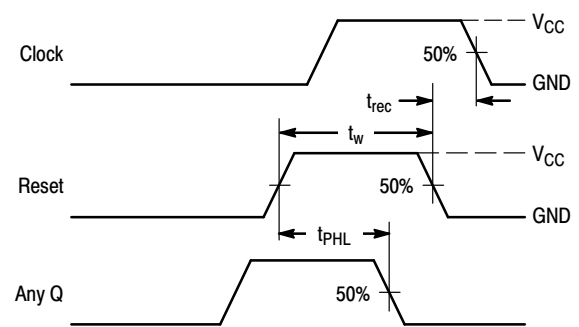 V_CC
Clock
50%
GND
t_rec
t_w
V_CC
Reset
50%
GND
t_PHL
Any Q
50%